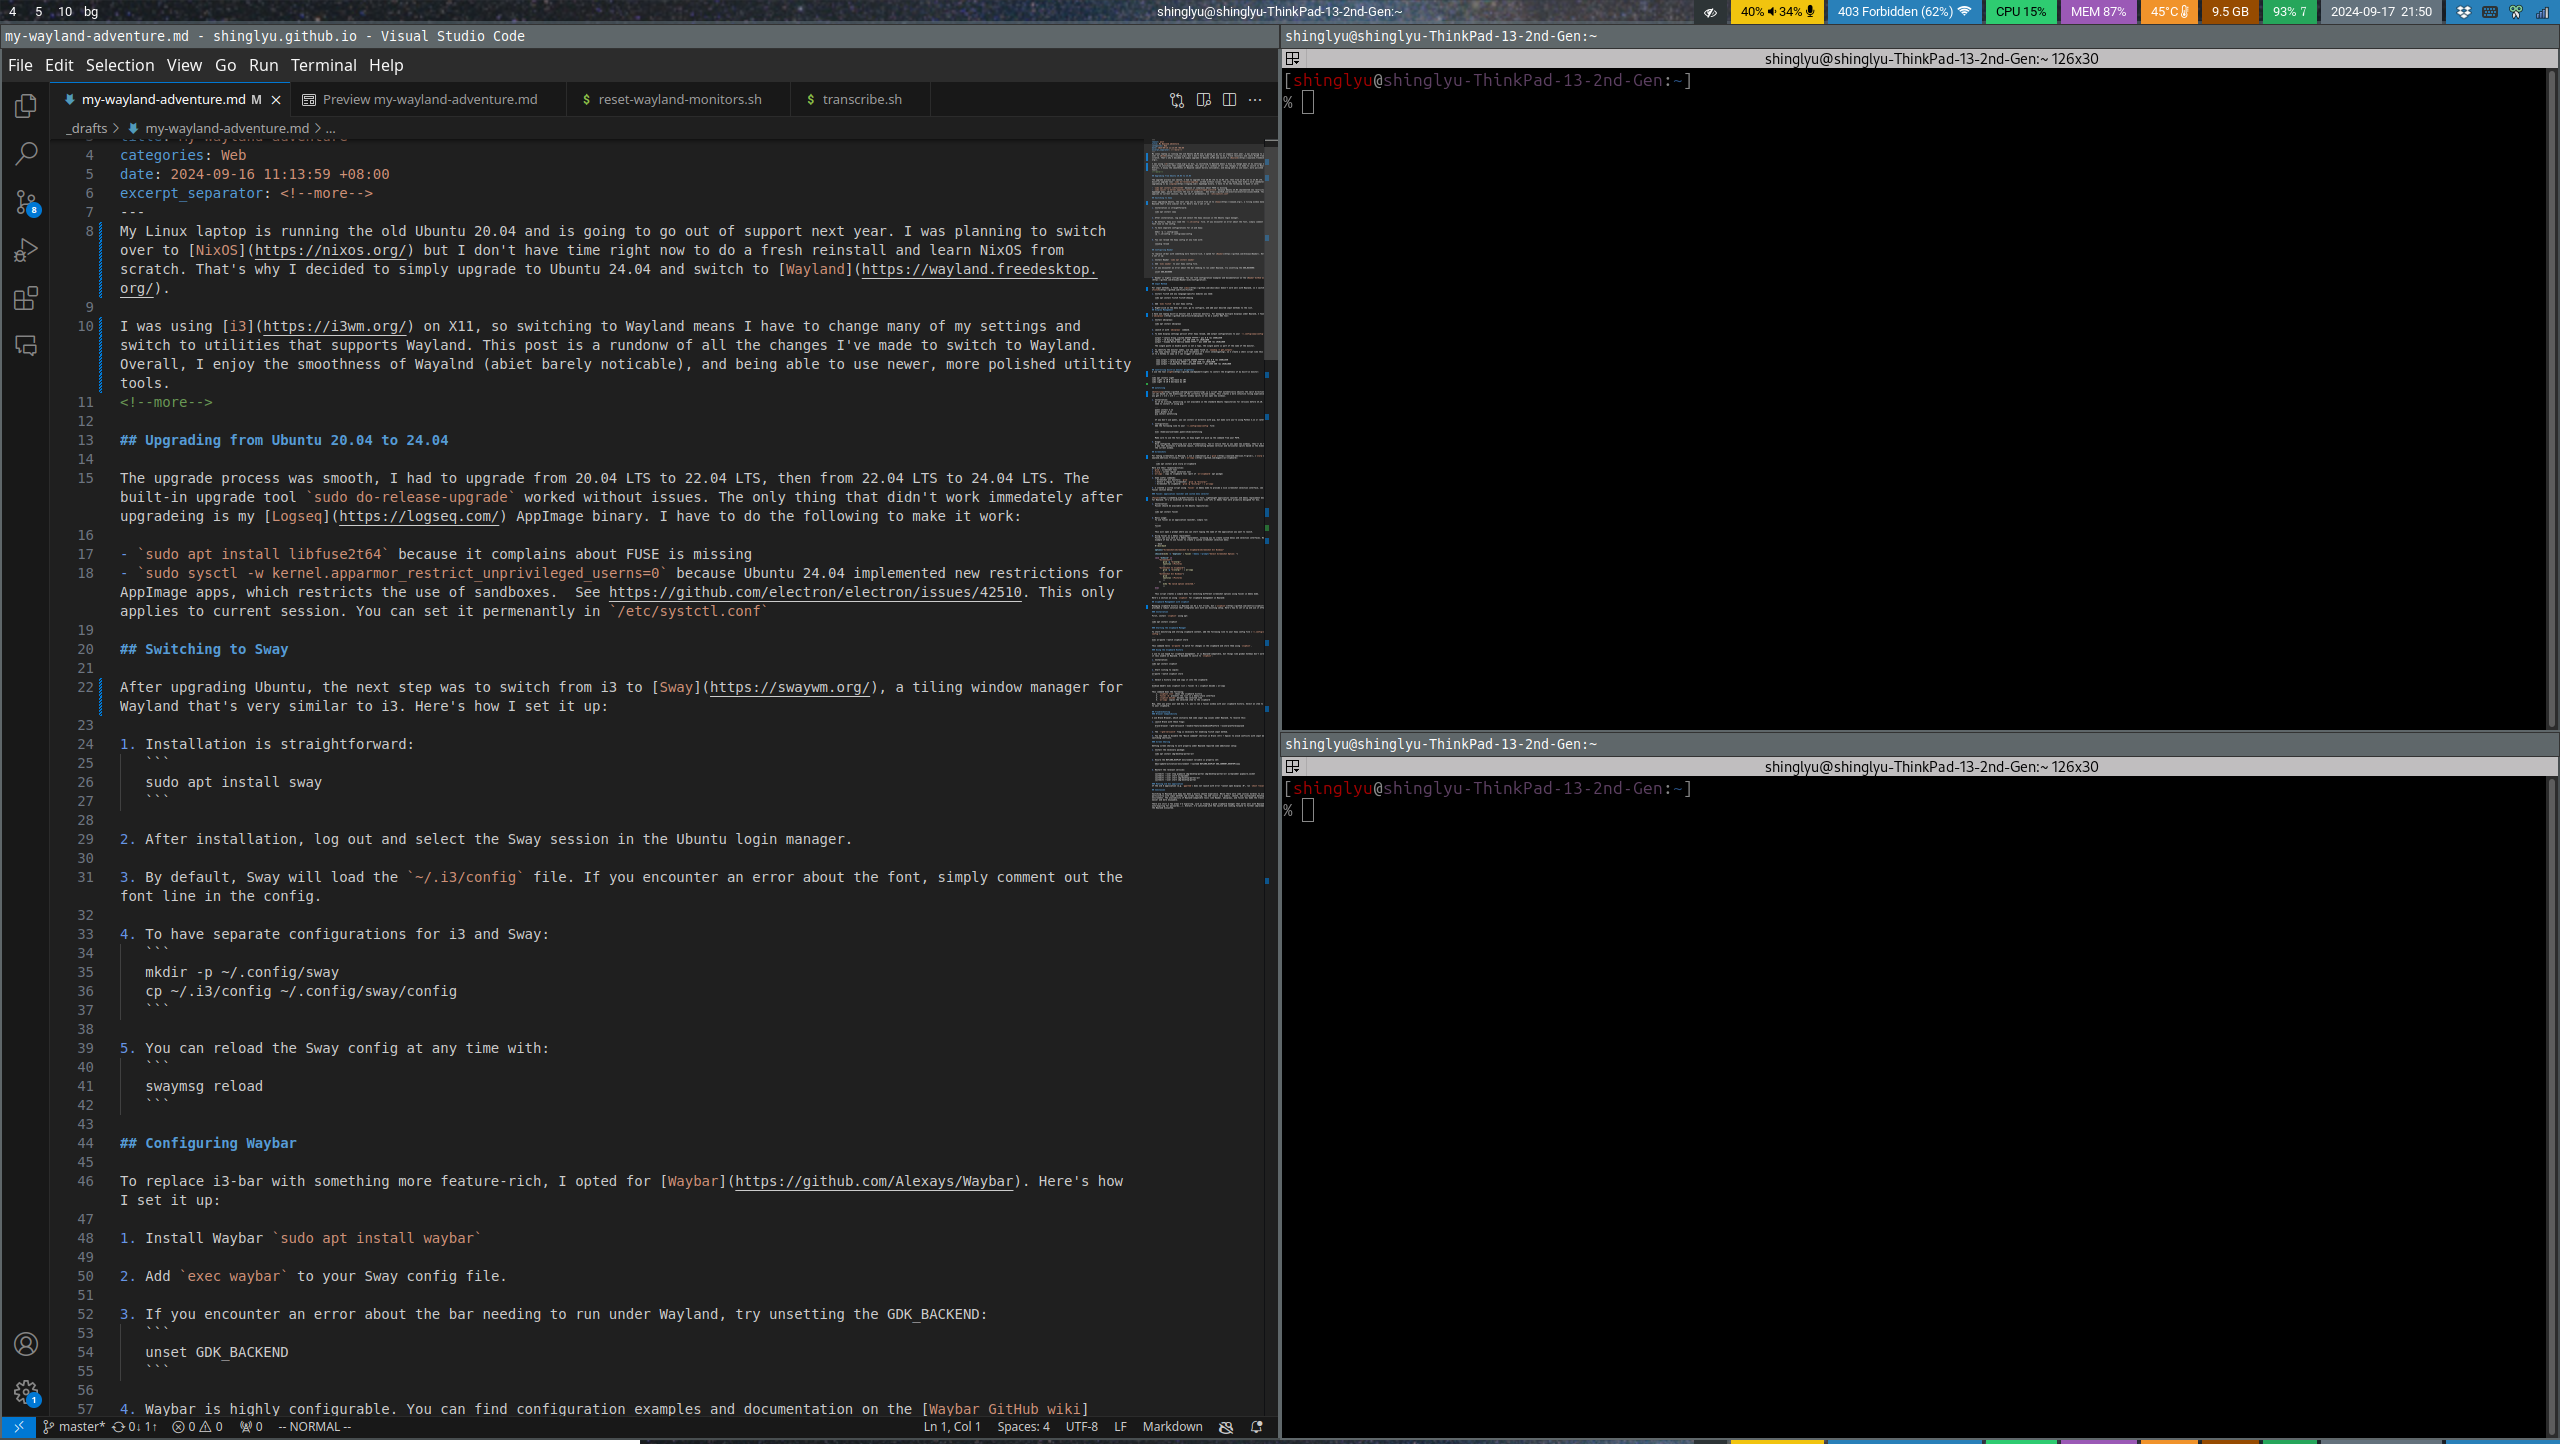 4 5 10 bg
shinglyu@shinglyu-ThinkPad-13-2nd-Gen:~
40% 34% 403 Forbidden (62%) CPU 15% MEM 87% 45°C 9.5 GB 93% 2024-09-17 21:50
my-wayland-adventure.md - shinglyu.github.io - Visual Studio Code
File Edit Selection View Go Run Terminal Help
my-wayland-adventure.md M Preview my-wayland-adventure.md $ reset-wayland-monitors.sh $ transcribe.sh
_drafts > my-wayland-adventure.md > ...
4 categories: Web
5 date: 2024-09-16 11:13:59 +08:00
6 excerpt_separator: <!--more-->
7 ---
8 My Linux laptop is running the old Ubuntu 20.04 and is going to go out of support next year. I was planning to switch
over to [NixOS](https://nixos.org/) but I don't have time right now to do a fresh reinstall and learn NixOS from
scratch. That's why I decided to simply upgrade to Ubuntu 24.04 and switch to [Wayland](https://wayland.freedesktop.
org/).
9
10 I was using [i3](https://i3wm.org/) on X11, so switching to Wayland means I have to change many of my settings and
switch to utilities that supports Wayland. This post is a rundonw of all the changes I've made to switch to Wayland.
Overall, I enjoy the smoothness of Wayalnd (abiet barely noticable), and being able to use newer, more polished utiltity
tools.
11 <!--more-->
12
13 ## Upgrading from Ubuntu 20.04 to 24.04
14
15 The upgrade process was smooth, I had to upgrade from 20.04 LTS to 22.04 LTS, then from 22.04 LTS to 24.04 LTS. The
built-in upgrade tool `sudo do-release-upgrade` worked without issues. The only thing that didn't work immedately after
upgradeing is my [Logseq](https://logseq.com/) AppImage binary. I have to do the following to make it work:
16
17 - `sudo apt install libfuse2t64` because it complains about FUSE is missing
18 - `sudo sysctl -w kernel.apparmor_restrict_unprivileged_userns=0` because Ubuntu 24.04 implemented new restrictions for
AppImage apps, which restricts the use of sandboxes.  See https://github.com/electron/electron/issues/42510. This only
applies to current session. You can set it permenantly in `/etc/systctl.conf`
19
20 ## Switching to Sway
21
22 After upgrading Ubuntu, the next step was to switch from i3 to [Sway](https://swaywm.org/), a tiling window manager for
Wayland that's very similar to i3. Here's how I set it up:
23
24 1. Installation is straightforward:
25 ```
26 sudo apt install sway
27 ```
28
29 2. After installation, log out and select the Sway session in the Ubuntu login manager.
30
31 3. By default, Sway will load the `~/.i3/config` file. If you encounter an error about the font, simply comment out the
font line in the config.
32
33 4. To have separate configurations for i3 and Sway:
34 ```
35 mkdir -p ~/.config/sway
36 cp ~/.i3/config ~/.config/sway/config
37 ```
38
39 5. You can reload the Sway config at any time with:
40 ```
41 swaymsg reload
42 ```
43
44 ## Configuring Waybar
45
46 To replace i3-bar with something more feature-rich, I opted for [Waybar](https://github.com/Alexays/Waybar). Here's how
I set it up:
47
48 1. Install Waybar `sudo apt install waybar`
49
50 2. Add `exec waybar` to your Sway config file.
51
52 3. If you encounter an error about the bar needing to run under Wayland, try unsetting the GDK_BACKEND:
53 ```
54 unset GDK_BACKEND
55 ```
56
57 4. Waybar is highly configurable. You can find configuration examples and documentation on the [Waybar GitHub wiki]
8
1
master* 0↓ 1↑ 0 0 0 -- NORMAL -- Ln 1, Col 1 Spaces: 4 UTF-8 LF Markdown
shinglyu@shinglyu-ThinkPad-13-2nd-Gen:~
shinglyu@shinglyu-ThinkPad-13-2nd-Gen:~ 126x30
[shinglyu@shinglyu-ThinkPad-13-2nd-Gen:~]
%
shinglyu@shinglyu-ThinkPad-13-2nd-Gen:~
shinglyu@shinglyu-ThinkPad-13-2nd-Gen:~ 126x30
[shinglyu@shinglyu-ThinkPad-13-2nd-Gen:~]
%